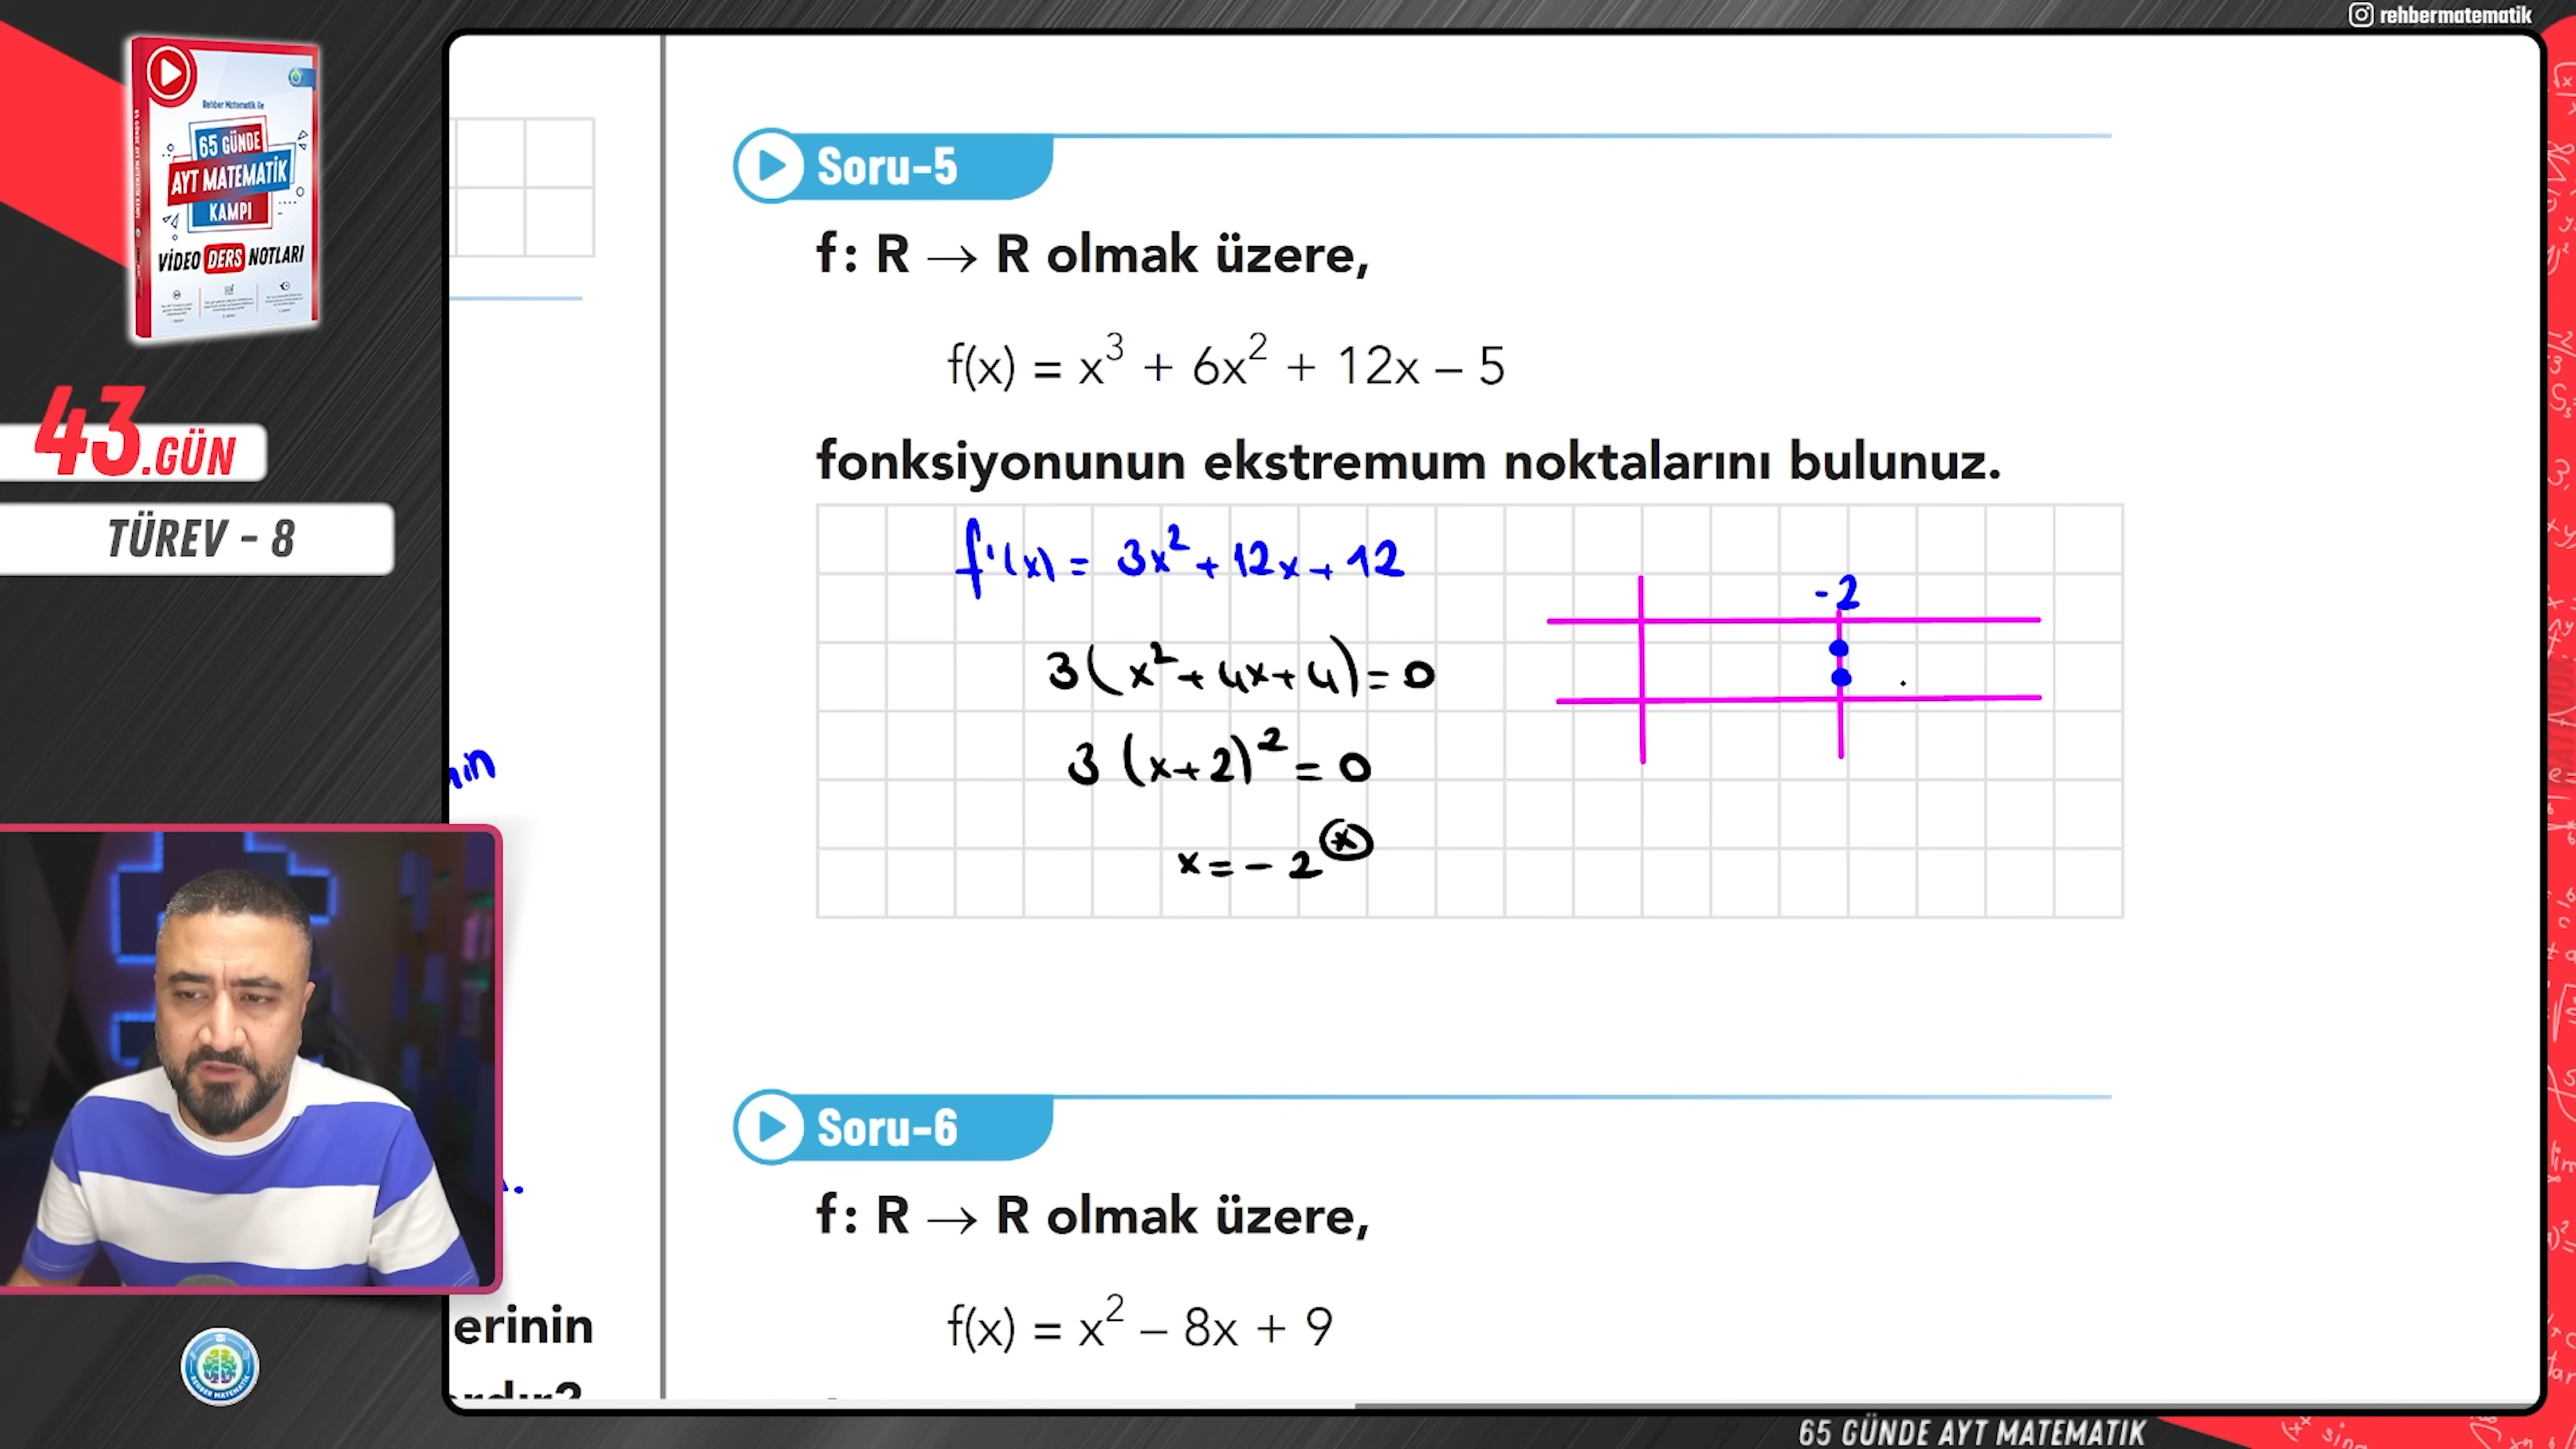 rehbermatematik
Rehber Matematik ile
65 GÜNDE
AYT MATEMATİK
KAMPI
VİDEO DERS NOTLARI
43.GÜN
TÜREV - 8
Soru-5
f: R → R olmak üzere,
f(x) = x³ + 6x² + 12x – 5
fonksiyonunun ekstremum noktalarını bulunuz.
f'(x) = 3x² + 12x + 12
3(x² + 4x + 4) = 0
3(x+2)² = 0
x = -2
-2
Soru-6
f: R → R olmak üzere,
f(x) = x² – 8x + 9
erinin
REHBER MATEMATİK
65 GÜNDE AYT MATEMATİK